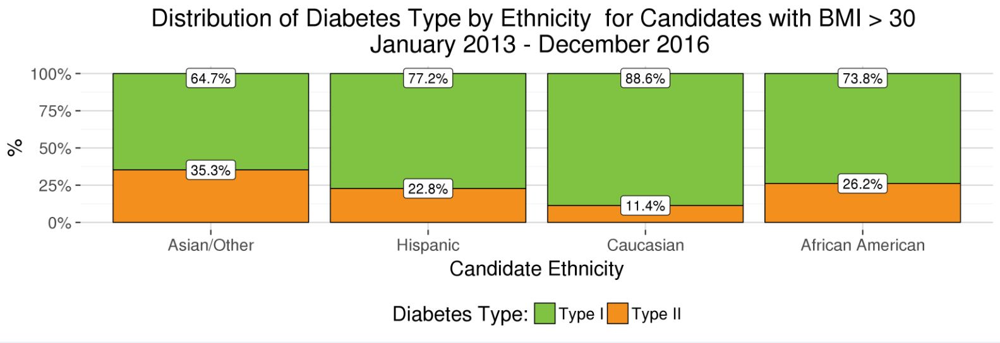 Distribution of Diabetes Type by Ethnicity  for Candidates with BMI > 30
January 2013 - December 2016
100%
75%
50%
25%
0%
%
64.7%
77.2%
88.6%
73.8%
35.3%
22.8%
11.4%
26.2%
Asian/Other
Hispanic
Caucasian
African American
Candidate Ethnicity
Diabetes Type: Type I Type II